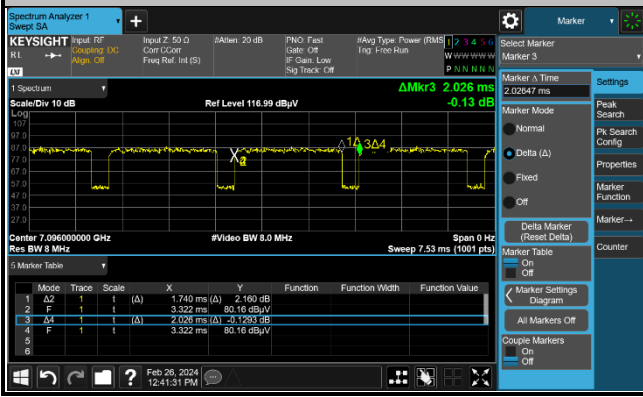 Spectrum Analyzer 1
Swept SA
Marker
KEYSIGHT
RL
Input: RF
Coupling: DC
Align: Off
Input Z: 50 Ω
Corr CCorr
Freq Ref: Int (S)
#Atten: 20 dB
PNO: Fast
Gate: Off
IF Gain: Low
Sig Track: Off
#Avg Type: Power (RMS
Trig: Free Run
1 2 3 4 5 6
W W W W W W
P N N N N N
LXI
Select Marker
Marker 3
1 Spectrum
ΔMkr3 2.026 ms
-0.13 dB
Scale/Div 10 dB
Ref Level 116.99 dBµV
Log
107
97.0
87.0
77.0
67.0
57.0
47.0
37.0
27.0
1Δ
3Δ4
X
2
Center 7.096000000 GHz
Res BW 8 MHz
#Video BW 8.0 MHz
Span 0 Hz
Sweep 7.53 ms (1001 pts)
5 Marker Table
Mode Trace Scale X Y Function Function Width Function Value
1 Δ2 1 t (Δ) 1.740 ms (Δ) 2.160 dB
2 F 1 t 3.322 ms 80.16 dBµV
3 Δ4 1 t (Δ) 2.026 ms (Δ) -0.1293 dB
4 F 1 t 3.322 ms 80.16 dBµV
5
6
Marker Δ Time
2.02647 ms
Marker Mode
Normal
Delta (Δ)
Fixed
Off
Delta Marker
(Reset Delta)
Marker Table
On
Off
Marker Settings
Diagram
All Markers Off
Couple Markers
On
Off
Settings
Peak
Search
Pk Search
Config
Properties
Marker
Function
Marker→
Counter
?
Feb 26, 2024
12:41:31 PM